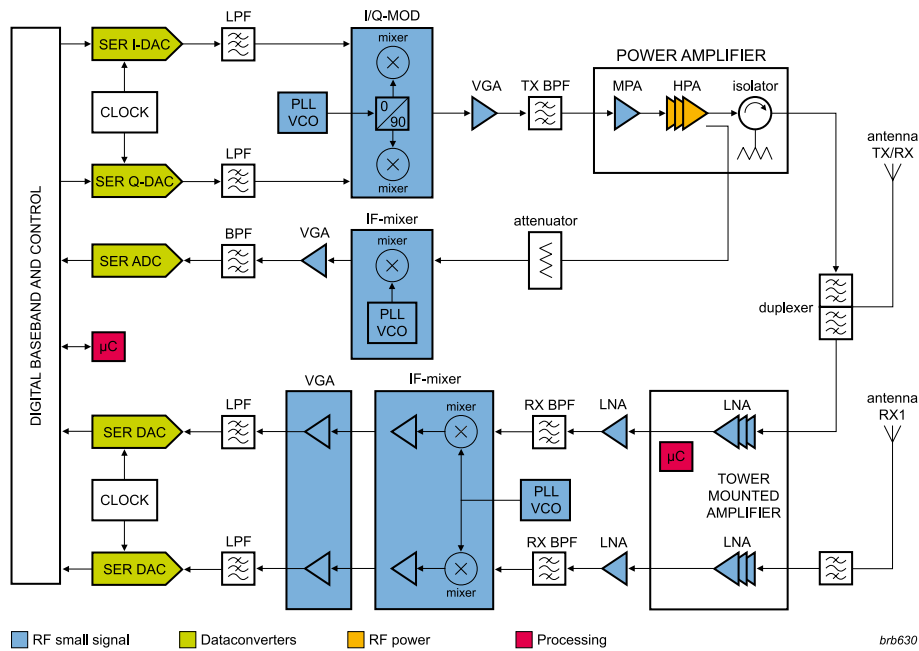 LPF
I/Q-MOD
SER I-DAC
mixer
POWER AMPLIFIER
CLOCK
PLL
VCO
0
90
VGA
TX BPF
MPA
HPA
isolator
antenna
TX/RX
LPF
SER Q-DAC
mixer
DIGITAL BASEBAND AND CONTROL
BPF
VGA
IF-mixer
mixer
attenuator
SER ADC
PLL
VCO
duplexer
µC
VGA
IF-mixer
antenna
RX1
LPF
mixer
RX BPF
LNA
LNA
SER DAC
µC
CLOCK
PLL
VCO
TOWER
MOUNTED
AMPLIFIER
LPF
RX BPF
LNA
LNA
SER DAC
mixer
RF small signal
Dataconverters
RF power
Processing
brb630